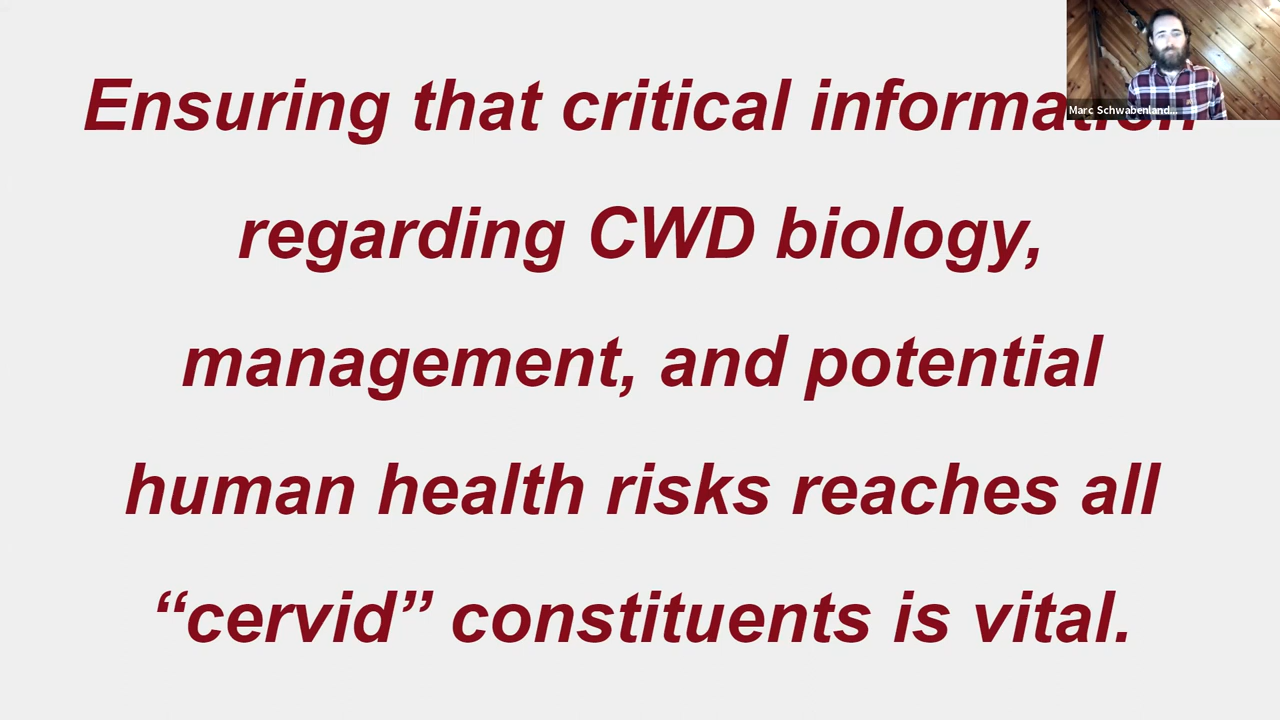 Ensuring that critical information
regarding CWD biology,
management, and potential
human health risks reaches all
“cervid” constituents is vital.
Marc Schwabenland...